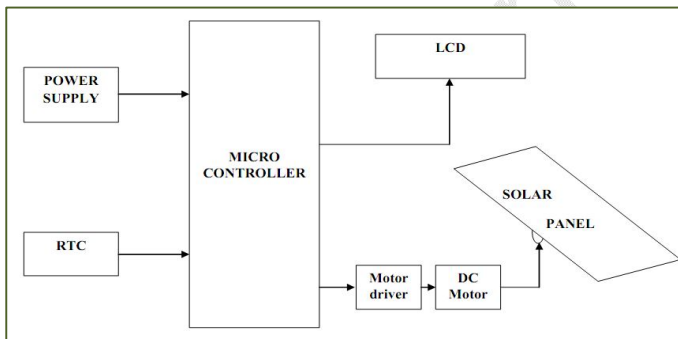 LCD
POWER
SUPPLY
MICRO
CONTROLLER
SOLAR
PANEL
RTC
Motor
driver
DC
Motor